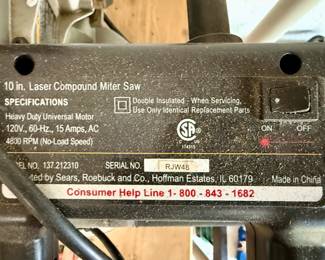 10 in. Laser Compound Miter Saw
SPECIFICATIONS
Heavy Duty Universal Motor
120V., 60-Hz., 15 Amps, AC
4800 RPM (No-Load Speed)
Double Insulated - When Servicing,
Use Only Identical Replacement Parts
ON OFF
NO. 137.212310 SERIAL NO. RJW48
by Sears, Roebuck and Co., Hoffman Estates, IL 60179
Made in China
Consumer Help Line 1-800-843-1682